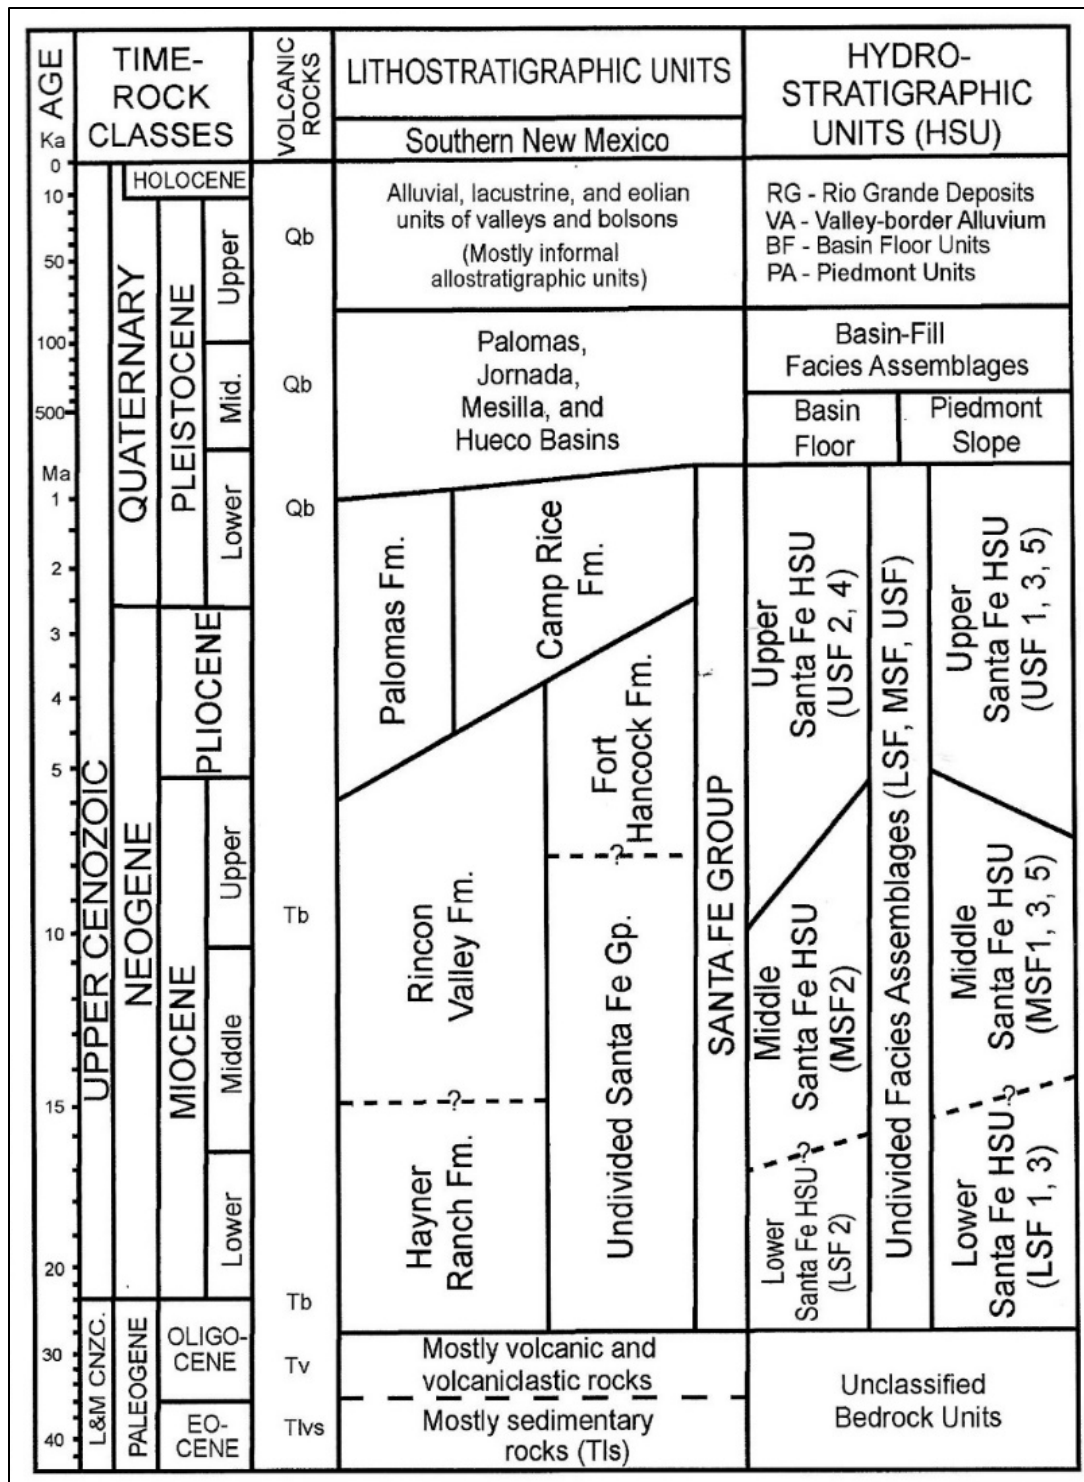 AGE
Ka
TIME-
ROCK
CLASSES
VOLCANIC
ROCKS
LITHOSTRATIGRAPHIC UNITS
Southern New Mexico
HYDRO-
STRATIGRAPHIC
UNITS (HSU)
0
10
50
100
500
Ma
1
2
3
4
5
10
15
20
30
40
UPPER CENOZOIC
L&M CNZC.
QUATERNARY
NEOGENE
PALEOGENE
HOLOCENE
PLEISTOCENE
Upper
Mid.
Lower
PLIOCENE
MIOCENE
Upper
Middle
Lower
OLIGO-
CENE
EO-
CENE
Qb
Qb
Qb
Tb
Tb
Tv
Tlvs
Alluvial, lacustrine, and eolian
units of valleys and bolsons
(Mostly informal
allostratigraphic units)
Palomas,
Jornada,
Mesilla, and
Hueco Basins
Palomas Fm.
Camp Rice
Fm.
Fort
Hancock Fm.
?
Rincon
Valley Fm.
?
Hayner
Ranch Fm.
Undivided Santa Fe Gp.
SANTA FE GROUP
Mostly volcanic and
volcaniclastic rocks
Mostly sedimentary
rocks (Tls)
RG - Rio Grande Deposits
VA - Valley-border Alluvium
BF - Basin Floor Units
PA - Piedmont Units
Basin-Fill
Facies Assemblages
Basin
Floor
Piedmont
Slope
Upper
Santa Fe HSU
(USF 2, 4)
Middle
Santa Fe HSU
(MSF2)
?
Lower
Santa Fe HSU
(LSF 2)
Undivided Facies Assemblages (LSF, MSF, USF)
Upper
Santa Fe HSU
(USF 1, 3, 5)
Middle
Santa Fe HSU
(MSF1, 3, 5)
?
Lower
Santa Fe HSU
(LSF 1, 3)
Unclassified
Bedrock Units